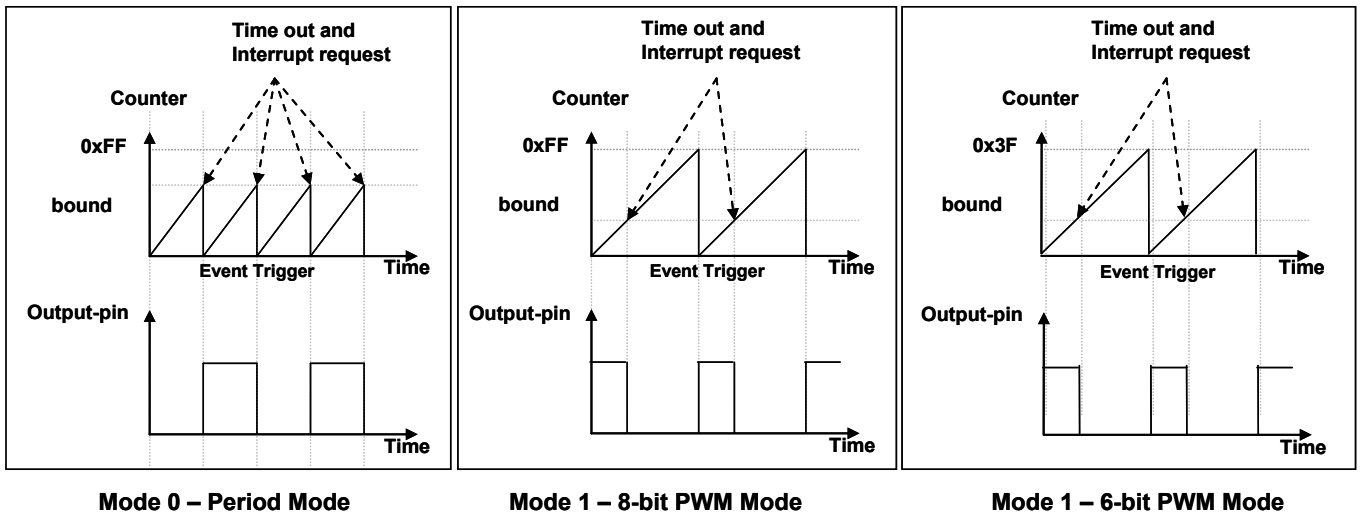 Time out and
Interrupt request
Counter
0xFF
bound
Event Trigger
Time
Output-pin
Time
Mode 0 – Period Mode
Time out and
Interrupt request
Counter
0xFF
bound
Event Trigger
Time
Output-pin
Time
Mode 1 – 8-bit PWM Mode
Time out and
Interrupt request
Counter
0x3F
bound
Event Trigger
Time
Output-pin
Time
Mode 1 – 6-bit PWM Mode